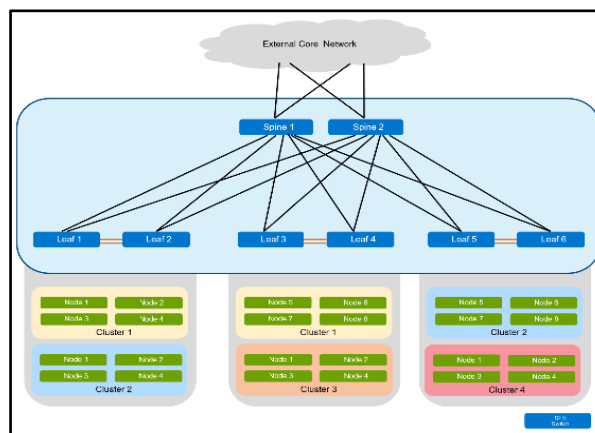 External Core Network
Spine 1 Spine 2
Leaf 1 Leaf 2 Leaf 3 Leaf 4 Leaf 5 Leaf 6
Node 1 Node 2 Node 5 Node 6 Node 5 Node 6
Node 3 Node 4 Node 7 Node 8 Node 7 Node 8
Cluster 1 Cluster 1 Cluster 2
Node 1 Node 2 Node 1 Node 2 Node 1 Node 2
Node 3 Node 4 Node 3 Node 4 Node 3 Node 4
Cluster 2 Cluster 3 Cluster 4
SFS
Switch